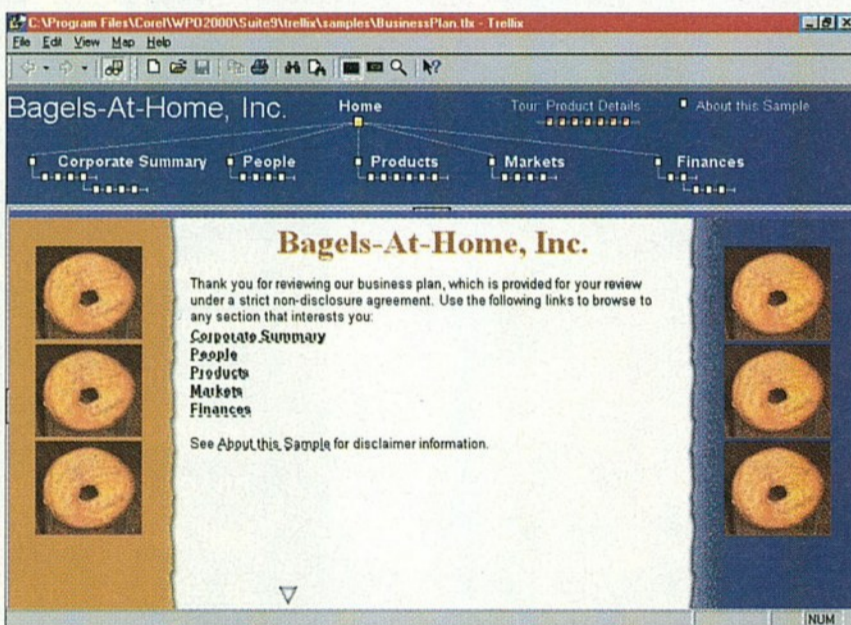 C:\Program Files\Corel\WPO2000\Suite9\trellix\samples\BusinessPlan.tlx - Trellix
File Edit View Map Help
Bagels-At-Home, Inc. Home Tour: Product Details About this Sample
Corporate Summary People Products Markets Finances
Bagels-At-Home, Inc.
Thank you for reviewing our business plan, which is provided for your review
under a strict non-disclosure agreement. Use the following links to browse to
any section that interests you:
Corporate Summary
People
Products
Markets
Finances
See About this Sample for disclaimer information.
NUM